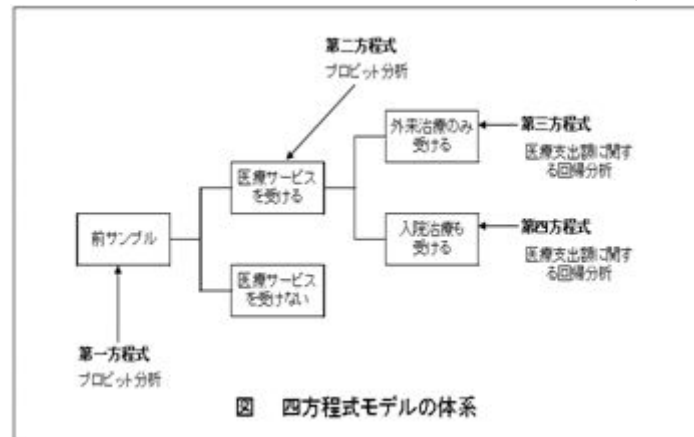 第二方程式
プロビット分析
外来治療のみ
受ける
第三方程式
医療支出額に関す
る回帰分析
医療サービス
を受ける
前サンプル
入院治療も
受ける
第四方程式
医療支出額に関す
る回帰分析
医療サービス
を受けない
第一方程式
プロビット分析
図 四方程式モデルの体系